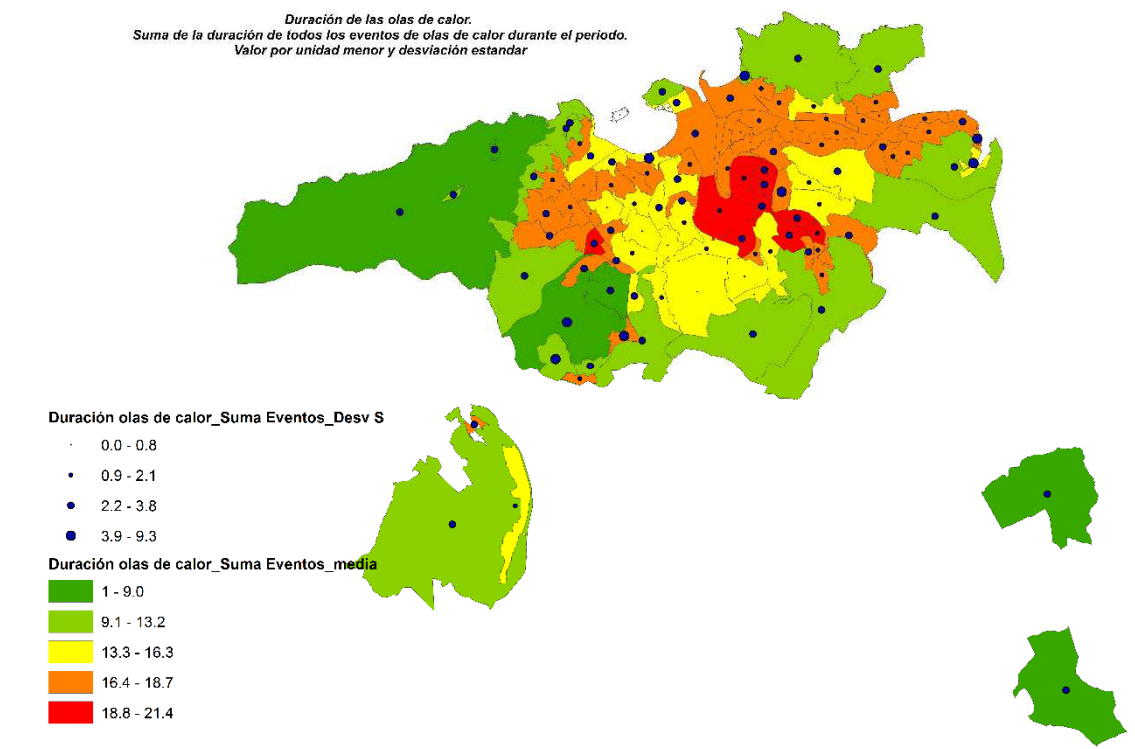 Duración de las olas de calor.
Suma de la duración de todos los eventos de olas de calor durante el periodo.
Valor por unidad menor y desviación estandar
Duración olas de calor_Suma Eventos_Desv S
0.0 - 0.8
0.9 - 2.1
2.2 - 3.8
3.9 - 9.3
Duración olas de calor_Suma Eventos_media
1 - 9.0
9.1 - 13.2
13.3 - 16.3
16.4 - 18.7
18.8 - 21.4